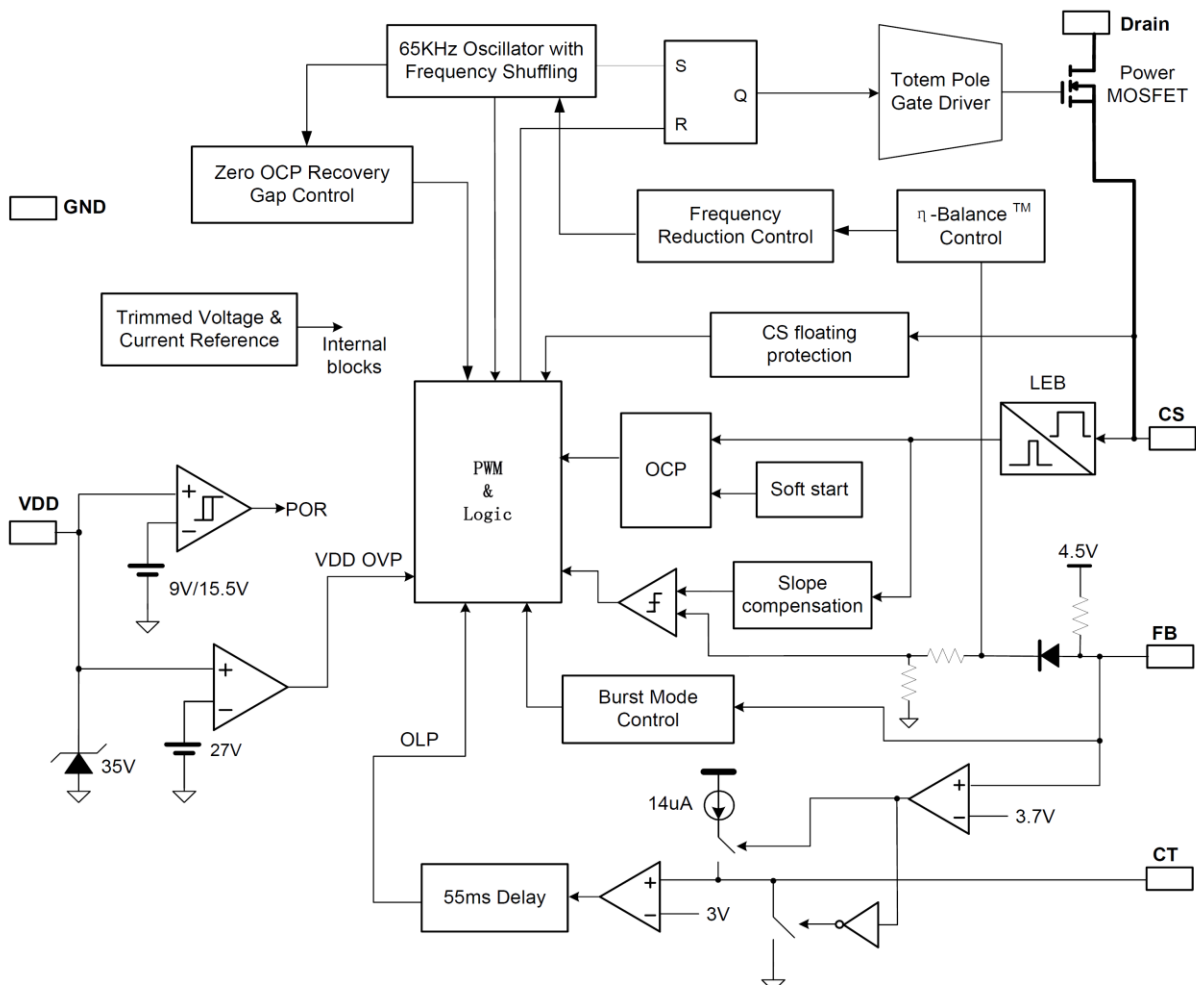 Drain
65KHz Oscillator with
Frequency Shuffling
S
Q
R
Totem Pole
Gate Driver
Power
MOSFET
Zero OCP Recovery
Gap Control
GND
Frequency
Reduction Control
η -Balance TM
Control
Trimmed Voltage &
Current Reference
Internal
blocks
CS floating
protection
LEB
CS
PWM
&
Logic
OCP
Soft start
VDD
+
−
POR
9V/15.5V
VDD OVP
Slope
compensation
4.5V
FB
+
−
27V
35V
Burst Mode
Control
OLP
14uA
+
−
3.7V
CT
55ms Delay
+
−
3V